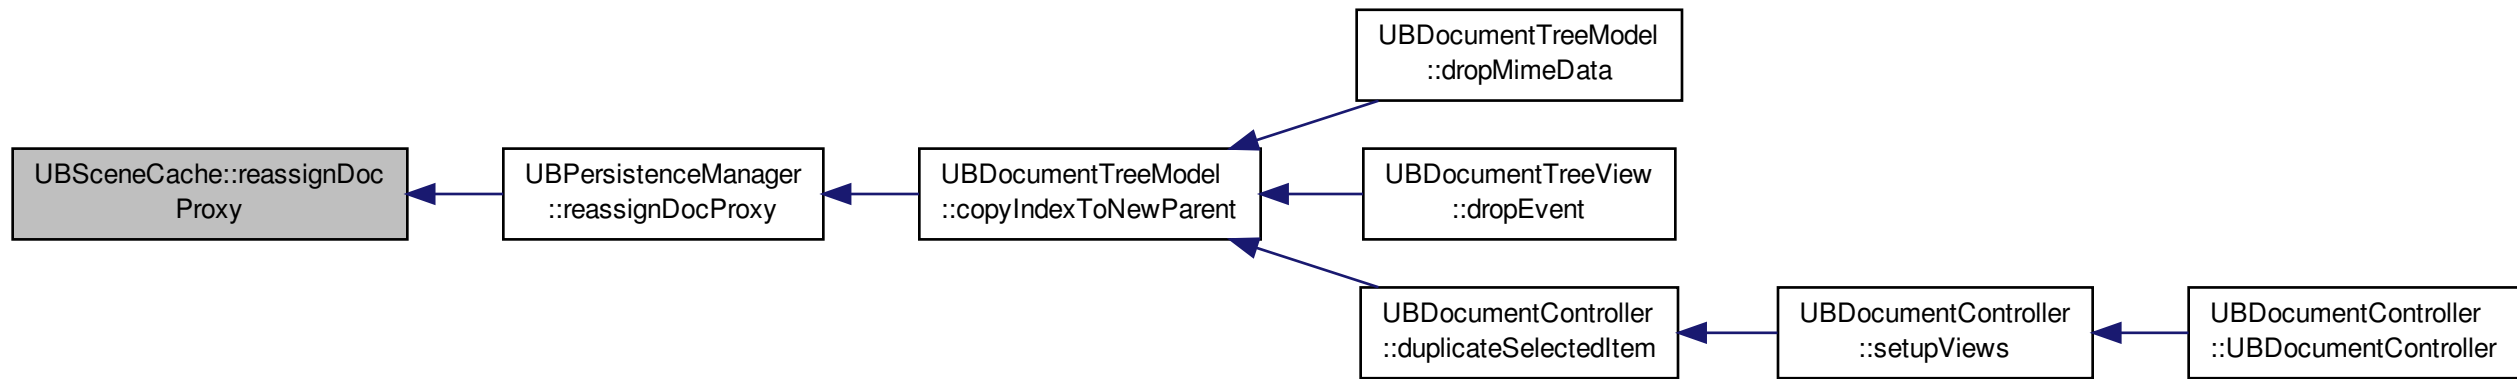 UBDocumentTreeModel
::dropMimeData
UBSceneCache::reassignDoc
Proxy
UBPersistenceManager
::reassignDocProxy
UBDocumentTreeModel
::copyIndexToNewParent
UBDocumentTreeView
::dropEvent
UBDocumentController
::duplicateSelectedItem
UBDocumentController
::setupViews
UBDocumentController
::UBDocumentController